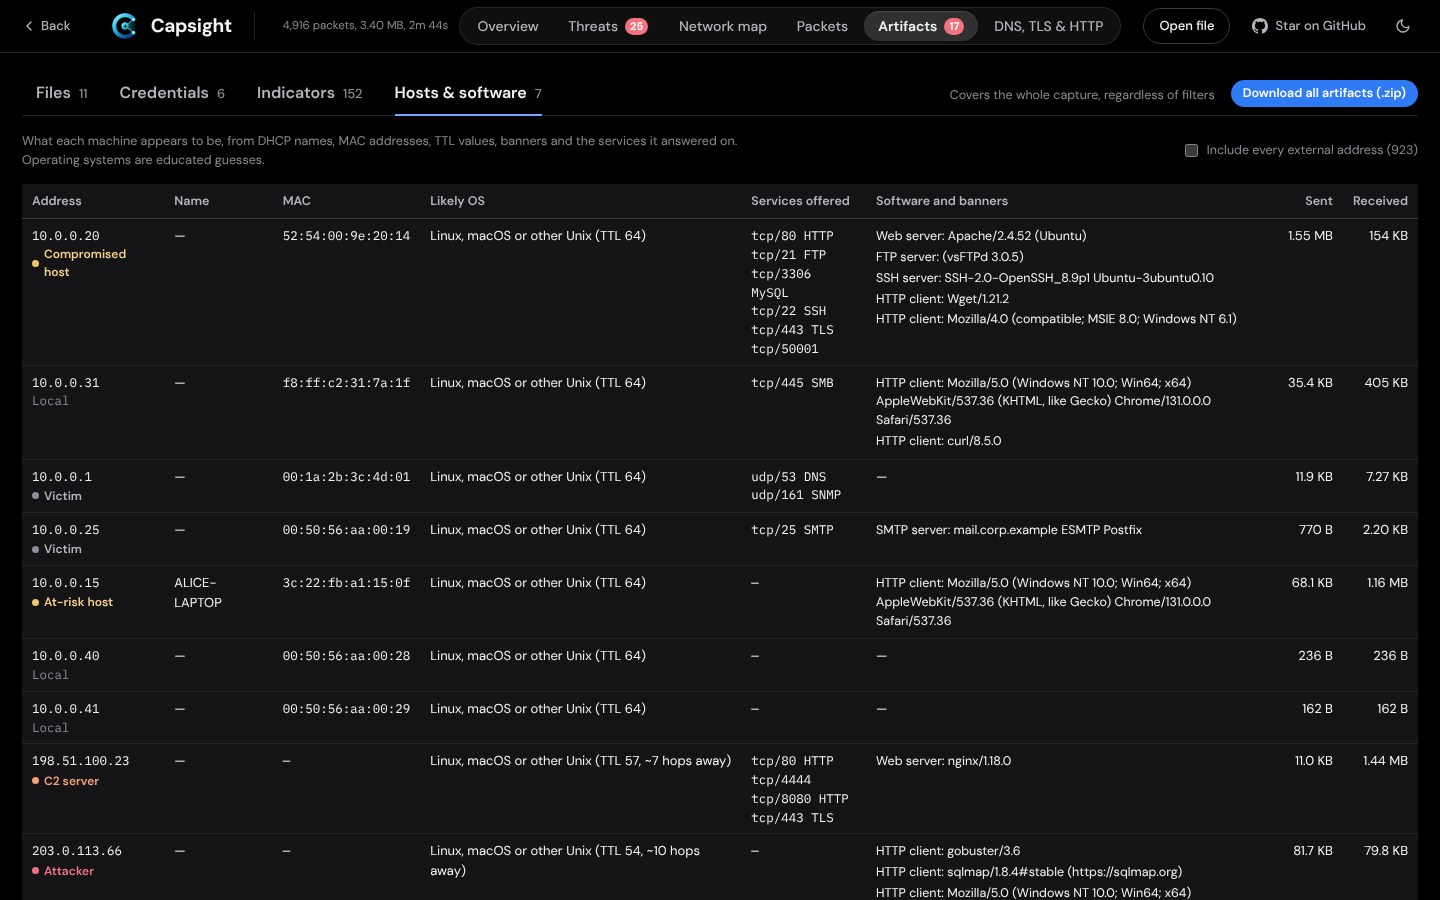 Back
Capsight
4,916 packets, 3.40 MB, 2m 44s
Overview
Threats 25
Network map
Packets
Artifacts 17
DNS, TLS & HTTP
Open file
Star on GitHub
Files 11
Credentials 6
Indicators 152
Hosts & software 7
Covers the whole capture, regardless of filters
Download all artifacts (.zip)
What each machine appears to be, from DHCP names, MAC addresses, TTL values, banners and the services it answered on.
Operating systems are educated guesses.
Include every external address (923)
Address Name MAC Likely OS Services offered Software and banners Sent Received
10.0.0.20 — 52:54:00:9e:20:14 Linux, macOS or other Unix (TTL 64) tcp/80 HTTP Web server: Apache/2.4.52 (Ubuntu) 1.55 MB 154 KB
Compromised host
tcp/21 FTP
tcp/3306 MySQL
tcp/22 SSH
tcp/443 TLS
tcp/50001
FTP server: (vsFTPd 3.0.5)
SSH server: SSH-2.0-OpenSSH_8.9p1 Ubuntu-3ubuntu0.10
HTTP client: Wget/1.21.2
HTTP client: Mozilla/4.0 (compatible; MSIE 8.0; Windows NT 6.1)
10.0.0.31 — f8:ff:c2:31:7a:1f Linux, macOS or other Unix (TTL 64) tcp/445 SMB HTTP client: Mozilla/5.0 (Windows NT 10.0; Win64; x64) 35.4 KB 405 KB
Local
AppleWebKit/537.36 (KHTML, like Gecko) Chrome/131.0.0.0
Safari/537.36
HTTP client: curl/8.5.0
10.0.0.1 — 00:1a:2b:3c:4d:01 Linux, macOS or other Unix (TTL 64) udp/53 DNS — 11.9 KB 7.27 KB
Victim
udp/161 SNMP
10.0.0.25 — 00:50:56:aa:00:19 Linux, macOS or other Unix (TTL 64) tcp/25 SMTP SMTP server: mail.corp.example ESMTP Postfix 770 B 2.20 KB
Victim
10.0.0.15 ALICE-LAPTOP 3c:22:fb:a1:15:0f Linux, macOS or other Unix (TTL 64) — HTTP client: Mozilla/5.0 (Windows NT 10.0; Win64; x64) 68.1 KB 1.16 MB
At-risk host
AppleWebKit/537.36 (KHTML, like Gecko) Chrome/131.0.0.0
Safari/537.36
10.0.0.40 — 00:50:56:aa:00:28 Linux, macOS or other Unix (TTL 64) — — 236 B 236 B
Local
10.0.0.41 — 00:50:56:aa:00:29 Linux, macOS or other Unix (TTL 64) — — 162 B 162 B
Local
198.51.100.23 — — Linux, macOS or other Unix (TTL 57, ~7 hops away) tcp/80 HTTP Web server: nginx/1.18.0 11.0 KB 1.44 MB
C2 server
tcp/4444
tcp/8080 HTTP
tcp/443 TLS
203.0.113.66 — — Linux, macOS or other Unix (TTL 54, ~10 hops away) — HTTP client: gobuster/3.6 81.7 KB 79.8 KB
Attacker
HTTP client: sqlmap/1.8.4#stable (https://sqlmap.org)
HTTP client: Mozilla/5.0 (Windows NT 10.0; Win64; x64)